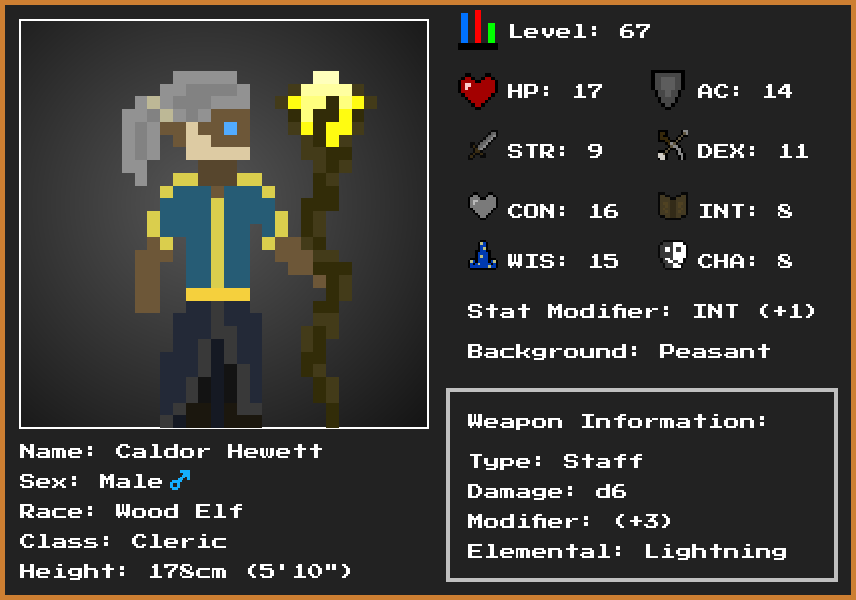 Level: 67
HP: 17
AC: 14
STR: 9
DEX: 11
CON: 16
INT: 8
WIS: 15
CHA: 8
Stat Modifier: INT (+1)
Background: Peasant
Weapon Information:
Type: Staff
Damage: d6
Modifier: (+3)
Elemental: Lightning
Name: Caldor Hewett
Sex: Male♂
Race: Wood Elf
Class: Cleric
Height: 178cm (5'10")